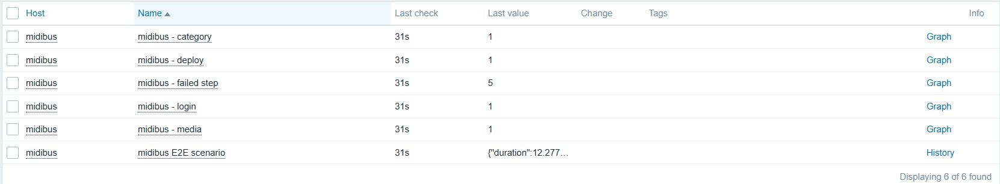 Host Name Last check Last value Change Tags Info
midibus midibus - category 31s 1 Graph
midibus midibus - deploy 31s 1 Graph
midibus midibus - failed step 31s 5 Graph
midibus midibus - login 31s 1 Graph
midibus midibus - media 31s 1 Graph
midibus midibus E2E scenario 31s {"duration":12.277… History
Displaying 6 of 6 found